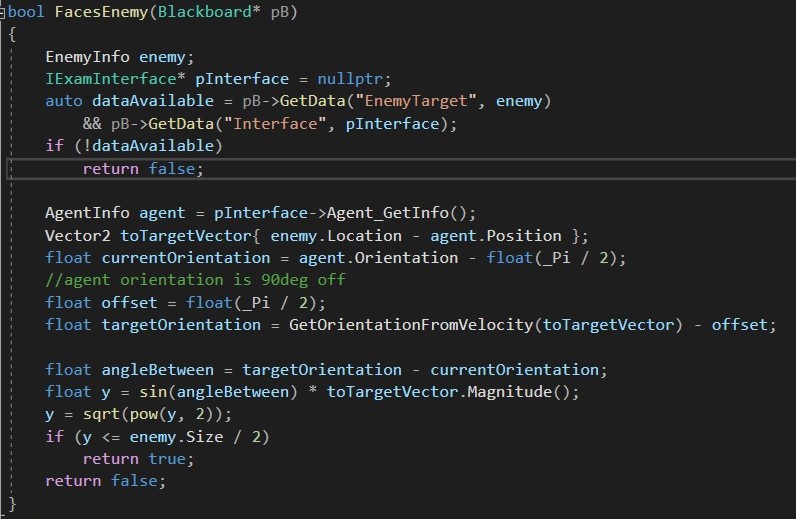 bool FacesEnemy(Blackboard* pB)
{
EnemyInfo enemy;
IExamInterface* pInterface = nullptr;
auto dataAvailable = pB->GetData("EnemyTarget", enemy)
&& pB->GetData("Interface", pInterface);
if (!dataAvailable)
return false;
AgentInfo agent = pInterface->Agent_GetInfo();
Vector2 toTargetVector{ enemy.Location - agent.Position };
float currentOrientation = agent.Orientation - float(_Pi / 2);
//agent orientation is 90deg off
float offset = float(_Pi / 2);
float targetOrientation = GetOrientationFromVelocity(toTargetVector) - offset;
float angleBetween = targetOrientation - currentOrientation;
float y = sin(angleBetween) * toTargetVector.Magnitude();
y = sqrt(pow(y, 2));
if (y <= enemy.Size / 2)
return true;
return false;
}